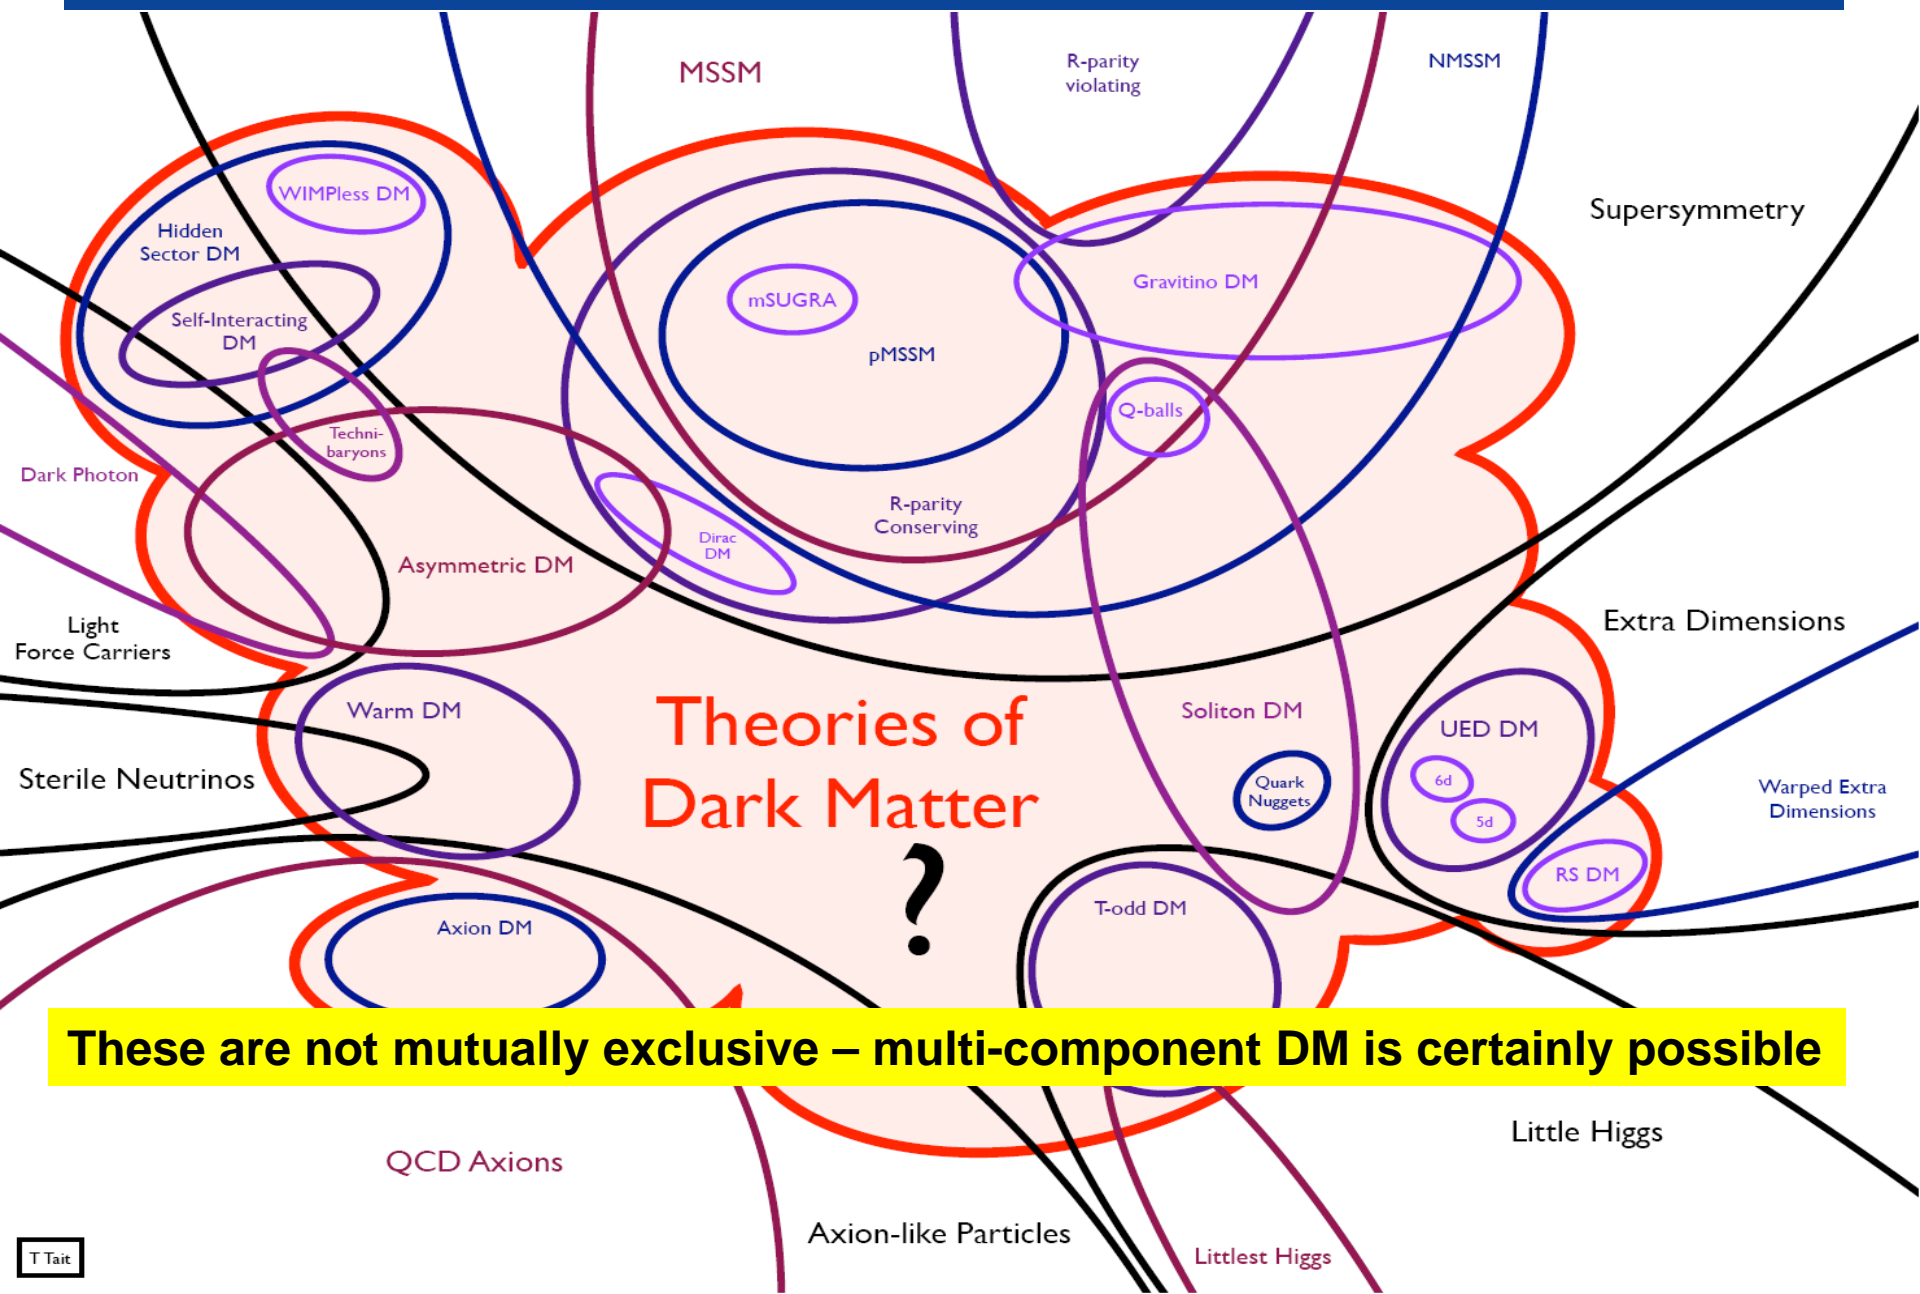 MSSM
R-parity
violating
NMSSM
WIMPless DM
Supersymmetry
Hidden
Sector DM
Gravitino DM
mSUGRA
Self-Interacting
DM
pMSSM
Q-balls
Techni-
baryons
Dark Photon
R-parity
Conserving
Dirac
DM
Asymmetric DM
Light
Force Carriers
Extra Dimensions
Warm DM
Theories of
Dark Matter
?
Soliton DM
UED DM
Sterile Neutrinos
6d
Quark
Nuggets
5d
Warped Extra
Dimensions
RS DM
T-odd DM
Axion DM
These are not mutually exclusive – multi-component DM is certainly possible
Little Higgs
QCD Axions
Axion-like Particles
Littlest Higgs
T Tait